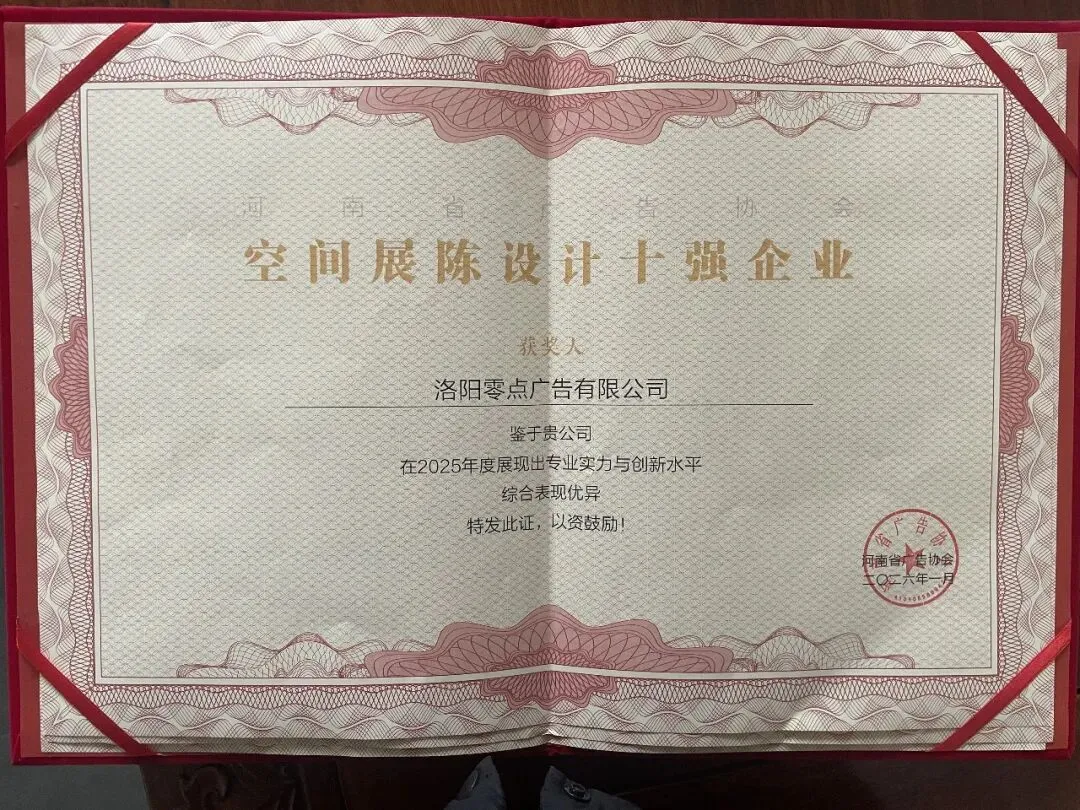 河南省广告协会
空间展陈设计十强企业
获奖人
洛阳零点广告有限公司
鉴于贵公司
在2025年度展现出专业实力与创新水平
综合表现优异
特发此证，以资鼓励！
河南省广告协会
二〇二六年一月